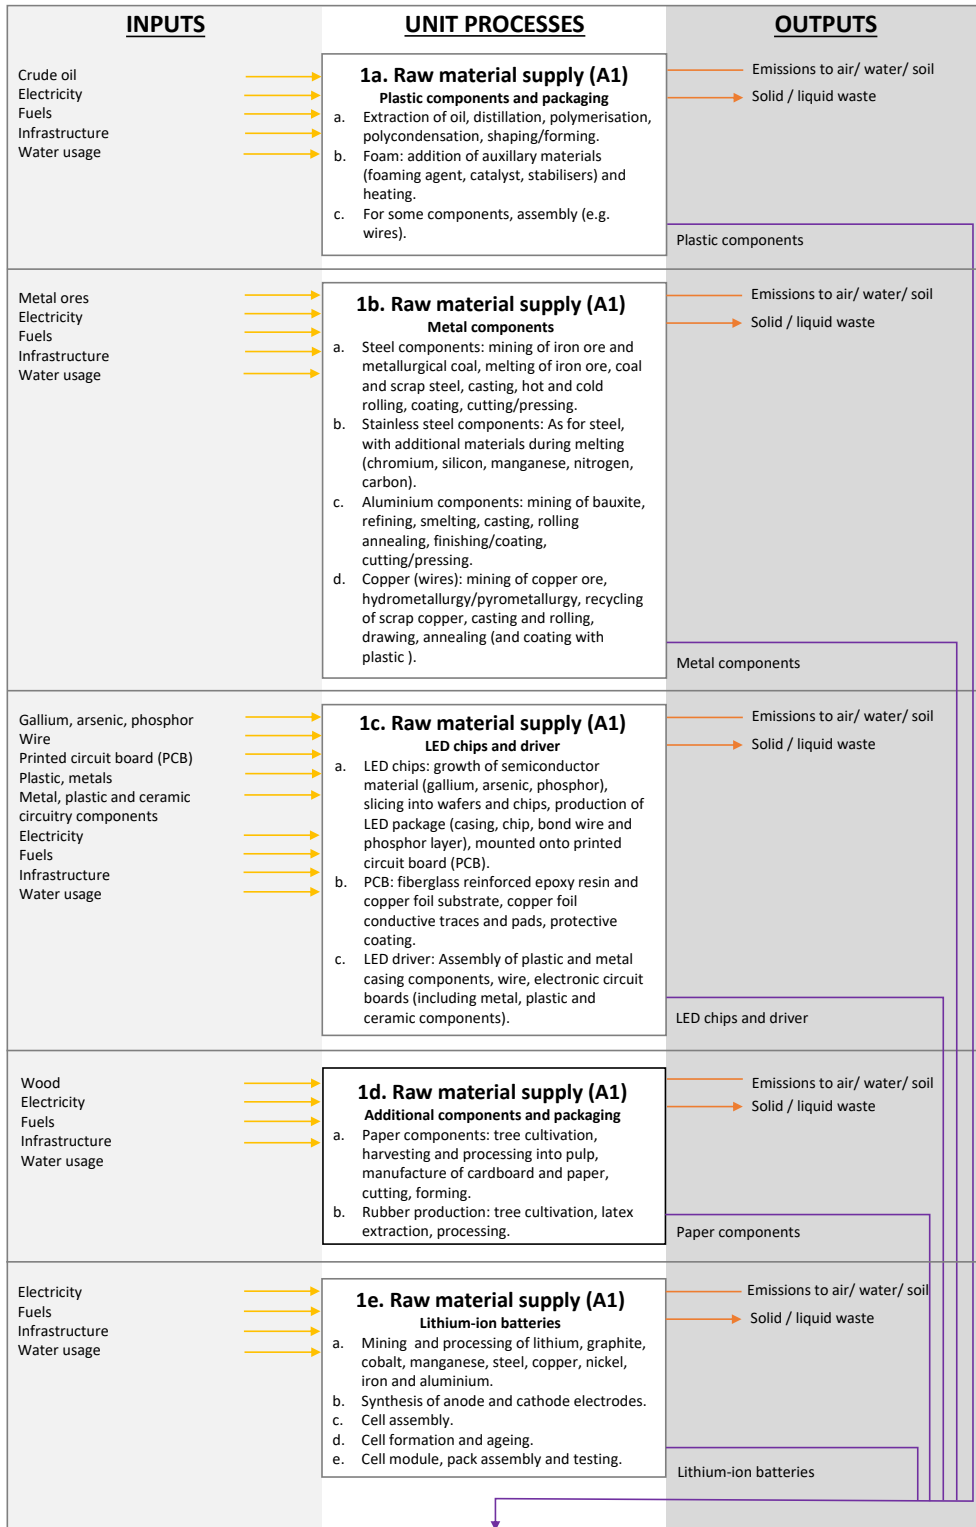 INPUTS
UNIT PROCESSES
OUTPUTS
Crude oil
Electricity
Fuels
Infrastructure
Water usage
1a. Raw material supply (A1)
Plastic components and packaging
a. Extraction of oil, distillation, polymerisation,
polycondensation, shaping/forming.
b. Foam: addition of auxillary materials
(foaming agent, catalyst, stabilisers) and
heating.
c. For some components, assembly (e.g.
wires).
Emissions to air/ water/ soil
Solid / liquid waste
Plastic components
Metal ores
Electricity
Fuels
Infrastructure
Water usage
1b. Raw material supply (A1)
Metal components
a. Steel components: mining of iron ore and
metallurgical coal, melting of iron ore, coal
and scrap steel, casting, hot and cold
rolling, coating, cutting/pressing.
b. Stainless steel components: As for steel,
with additional materials during melting
(chromium, silicon, manganese, nitrogen,
carbon).
c. Aluminium components: mining of bauxite,
refining, smelting, casting, rolling
annealing, finishing/coating,
cutting/pressing.
d. Copper (wires): mining of copper ore,
hydrometallurgy/pyrometallurgy, recycling
of scrap copper, casting and rolling,
drawing, annealing (and coating with
plastic ).
Emissions to air/ water/ soil
Solid / liquid waste
Metal components
Gallium, arsenic, phosphor
Wire
Printed circuit board (PCB)
Plastic, metals
Metal, plastic and ceramic
circuitry components
Electricity
Fuels
Infrastructure
Water usage
1c. Raw material supply (A1)
LED chips and driver
a. LED chips: growth of semiconductor
material (gallium, arsenic, phosphor),
slicing into wafers and chips, production of
LED package (casing, chip, bond wire and
phosphor layer), mounted onto printed
circuit board (PCB).
b. PCB: fiberglass reinforced epoxy resin and
copper foil substrate, copper foil
conductive traces and pads, protective
coating.
c. LED driver: Assembly of plastic and metal
casing components, wire, electronic circuit
boards (including metal, plastic and
ceramic components).
Emissions to air/ water/ soil
Solid / liquid waste
LED chips and driver
Wood
Electricity
Fuels
Infrastructure
Water usage
1d. Raw material supply (A1)
Additional components and packaging
a. Paper components: tree cultivation,
harvesting and processing into pulp,
manufacture of cardboard and paper,
cutting, forming.
b. Rubber production: tree cultivation, latex
extraction, processing.
Emissions to air/ water/ soil
Solid / liquid waste
Paper components
Electricity
Fuels
Infrastructure
Water usage
1e. Raw material supply (A1)
Lithium-ion batteries
a. Mining and processing of lithium, graphite,
cobalt, manganese, steel, copper, nickel,
iron and aluminium.
b. Synthesis of anode and cathode electrodes.
c. Cell assembly.
d. Cell formation and ageing.
e. Cell module, pack assembly and testing.
Emissions to air/ water/ soil
Solid / liquid waste
Lithium-ion batteries